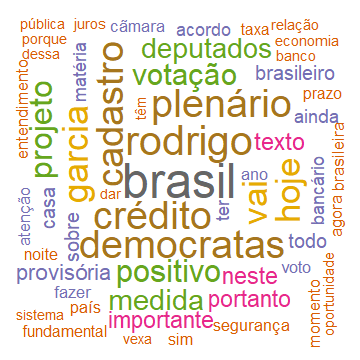 pública juros câmara acordo taxa relação
porque
dessa
matéria
deputados
economia
banco
entendimento
projeto
cadastro
votação
brasileiro
prazo
plenário
ainda
garcia
rodrigo
texto
têm
brasil
vai
hoje
bancário
agora
brasileira
atenção
casa
sobre
dar
crédito
ter
ano
noite
democratas
todo
provisória
positivo
neste
voto
fazer
país
medida
portanto
momento
oportunidade
sistema
importante
segurança
fundamental
vexa
sim